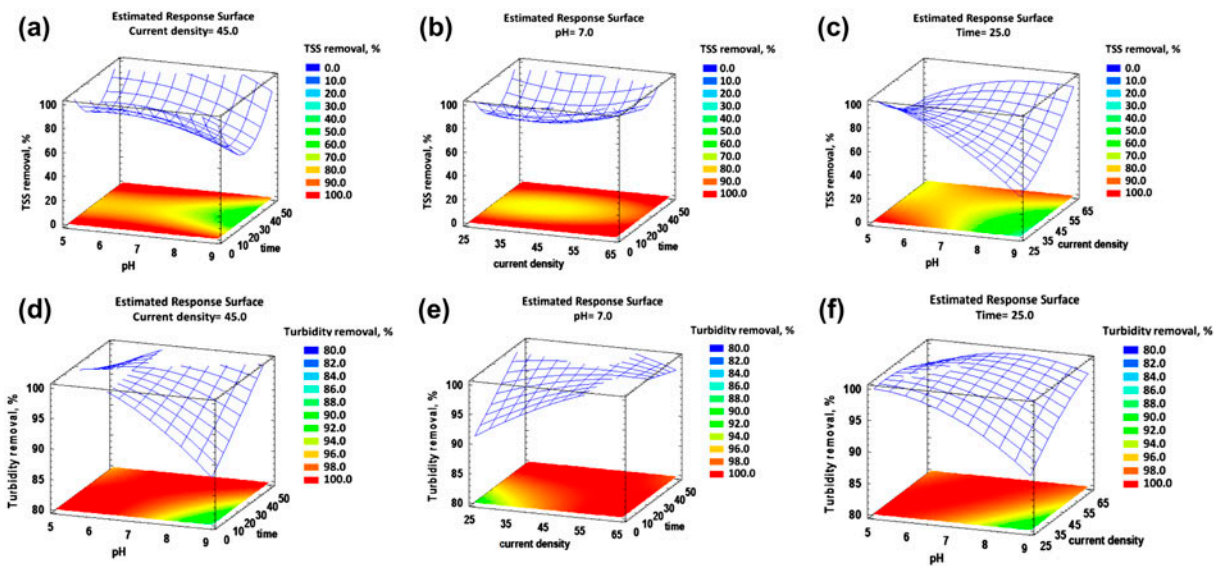 (a)
Estimated Response Surface
Current density= 45.0
TSS removal, %
0.0
10.0
20.0
30.0
40.0
50.0
60.0
70.0
80.0
90.0
100.0
TSS removal, %
100
80
60
40
20
0
5 6 7 8 9
pH
0 10 20 30 40 50
time
(b)
Estimated Response Surface
pH= 7.0
TSS removal, %
0.0
10.0
20.0
30.0
40.0
50.0
60.0
70.0
80.0
90.0
100.0
TSS removal, %
100
80
60
40
20
0
25 35 45 55 65
current density
0 10 20 30 40 50
time
(c)
Estimated Response Surface
Time= 25.0
TSS removal, %
0.0
10.0
20.0
30.0
40.0
50.0
60.0
70.0
80.0
90.0
100.0
TSS removal, %
100
80
60
40
20
0
5 6 7 8 9
pH
25 35 45 55 65
current density
(d)
Estimated Response Surface
Current density= 45.0
Turbidity removal, %
80.0
82.0
84.0
86.0
88.0
90.0
92.0
94.0
96.0
98.0
100.0
Turbidity removal, %
100
95
90
85
80
5 6 7 8 9
pH
0 10 20 30 40 50
time
(e)
Estimated Response Surface
pH= 7.0
Turbidity removal, %
80.0
82.0
84.0
86.0
88.0
90.0
92.0
94.0
96.0
98.0
100.0
Turbidity removal, %
100
95
90
85
80
25 35 45 55 65
current density
0 10 20 30 40 50
time
(f)
Estimated Response Surface
Time= 25.0
Turbidity removal, %
80.0
82.0
84.0
86.0
88.0
90.0
92.0
94.0
96.0
98.0
100.0
Turbidity removal, %
100
95
90
85
80
5 6 7 8 9
pH
25 35 45 55 65
current density